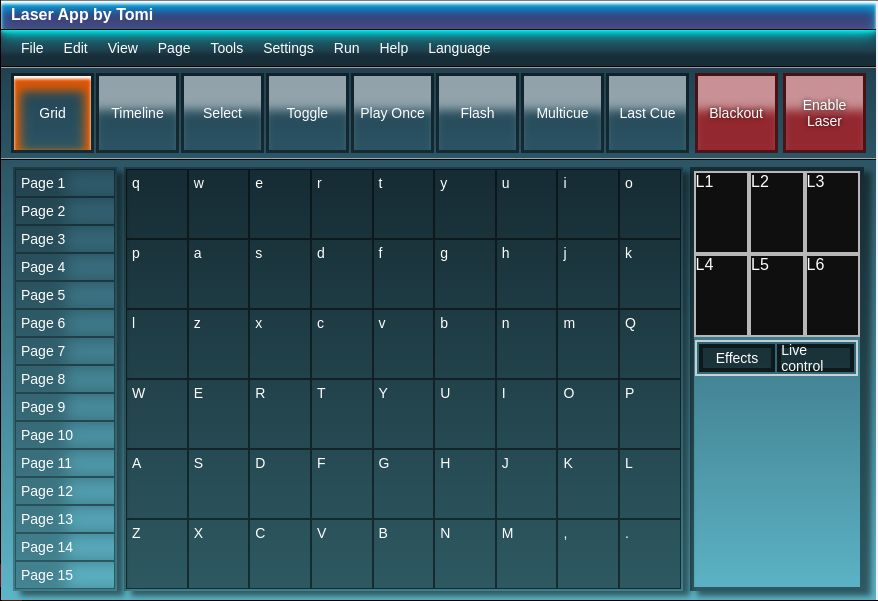 Laser App by Tomi
File Edit View Page Tools Settings Run Help Language
Grid Timeline Select Toggle Play Once Flash Multicue Last Cue Blackout Enable
Laser
Page 1
Page 2
Page 3
Page 4
Page 5
Page 6
Page 7
Page 8
Page 9
Page 10
Page 11
Page 12
Page 13
Page 14
Page 15
q w e r t y u i o
p a s d f g h j k
l z x c v b n m Q
W E R T Y U I O P
A S D F G H J K L
Z X C V B N M , .
L1 L2 L3
L4 L5 L6
Effects Live
control